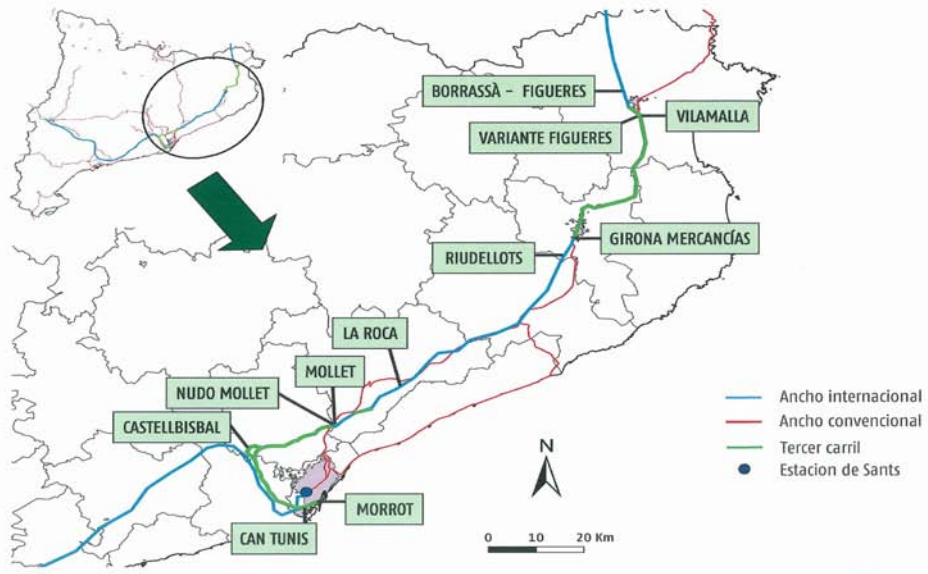 BORRASSÀ - FIGUERES
VILAMALLA
VARIANTE FIGUERES
GIRONA MERCANCÍAS
RIUDELLOTS
LA ROCA
MOLLET
NUDO MOLLET
CASTELLBISBAL
MORROT
CAN TUNIS
N
0 10 20 Km
Ancho internacional
Ancho convencional
Tercer carril
Estacion de Sants